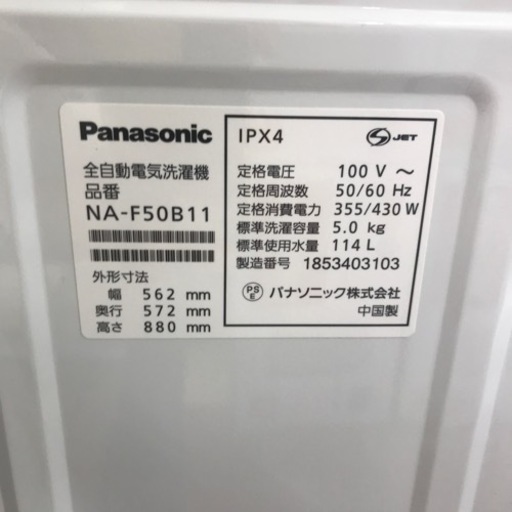 Panasonic
全自動電気洗濯機
品番
NA-F50B11
外形寸法
幅 562 mm
奥行 572 mm
高さ 880 mm
IPX4
S JET
定格電圧 100 V ～
定格周波数 50/60 Hz
定格消費電力 355/430 W
標準洗濯容量 5.0 kg
標準使用水量 114 L
製造番号 1853403103
PSE パナソニック株式会社
中国製